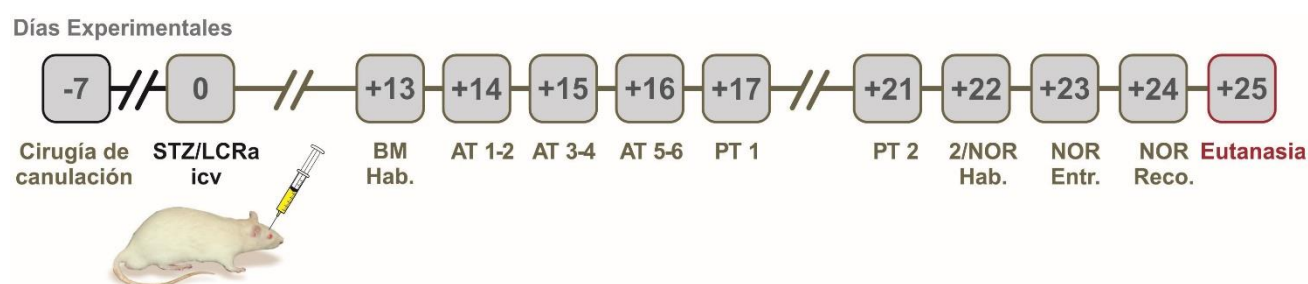 Días Experimentales
-7 0 +13 +14 +15 +16 +17 +21 +22 +23 +24 +25
Cirugía de STZ/LCRa BM AT 1-2 AT 3-4 AT 5-6 PT 1 PT 2 2/NOR NOR NOR Eutanasia
canulación icv Hab. Hab. Entr. Reco.